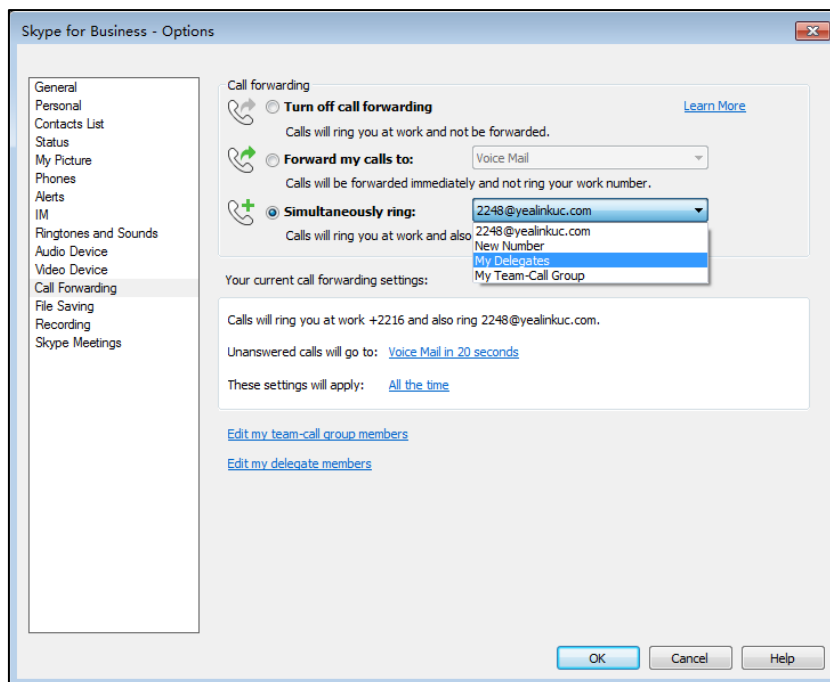 Skype for Business - Options
General
Personal
Contacts List
Status
My Picture
Phones
Alerts
IM
Ringtones and Sounds
Audio Device
Video Device
Call Forwarding
File Saving
Recording
Skype Meetings
Call forwarding
Turn off call forwarding
Learn More
Calls will ring you at work and not be forwarded.
Forward my calls to:
Voice Mail
Calls will be forwarded immediately and not ring your work number.
Simultaneously ring:
2248@yealinkuc.com
Calls will ring you at work and also
2248@yealinkuc.com
New Number
My Delegates
My Team-Call Group
Your current call forwarding settings:
Calls will ring you at work +2216 and also ring 2248@yealinkuc.com.
Unanswered calls will go to: Voice Mail in 20 seconds
These settings will apply: All the time
Edit my team-call group members
Edit my delegate members
OK
Cancel
Help